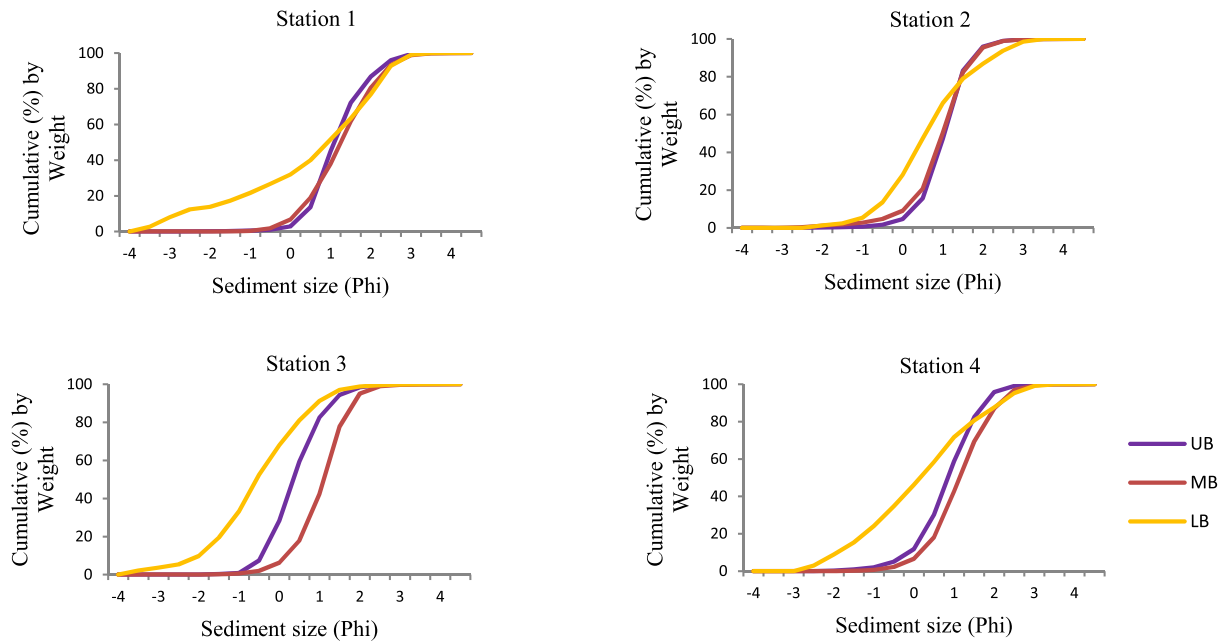 Station 1
Cumulative (%) by
Weight
100
80
60
40
20
0
-4 -3 -2 -1 0 1 2 3 4
Sediment size (Phi)
Station 2
Cumulative (%) by
Weight
100
80
60
40
20
0
-4 -3 -2 -1 0 1 2 3 4
Sediment size (Phi)
Station 3
Cumulative (%) by
Weight
100
80
60
40
20
0
-4 -3 -2 -1 0 1 2 3 4
Sediment size (Phi)
Station 4
Cumulative (%) by
Weight
100
80
60
40
20
0
-4 -3 -2 -1 0 1 2 3 4
Sediment size (Phi)
UB
MB
LB